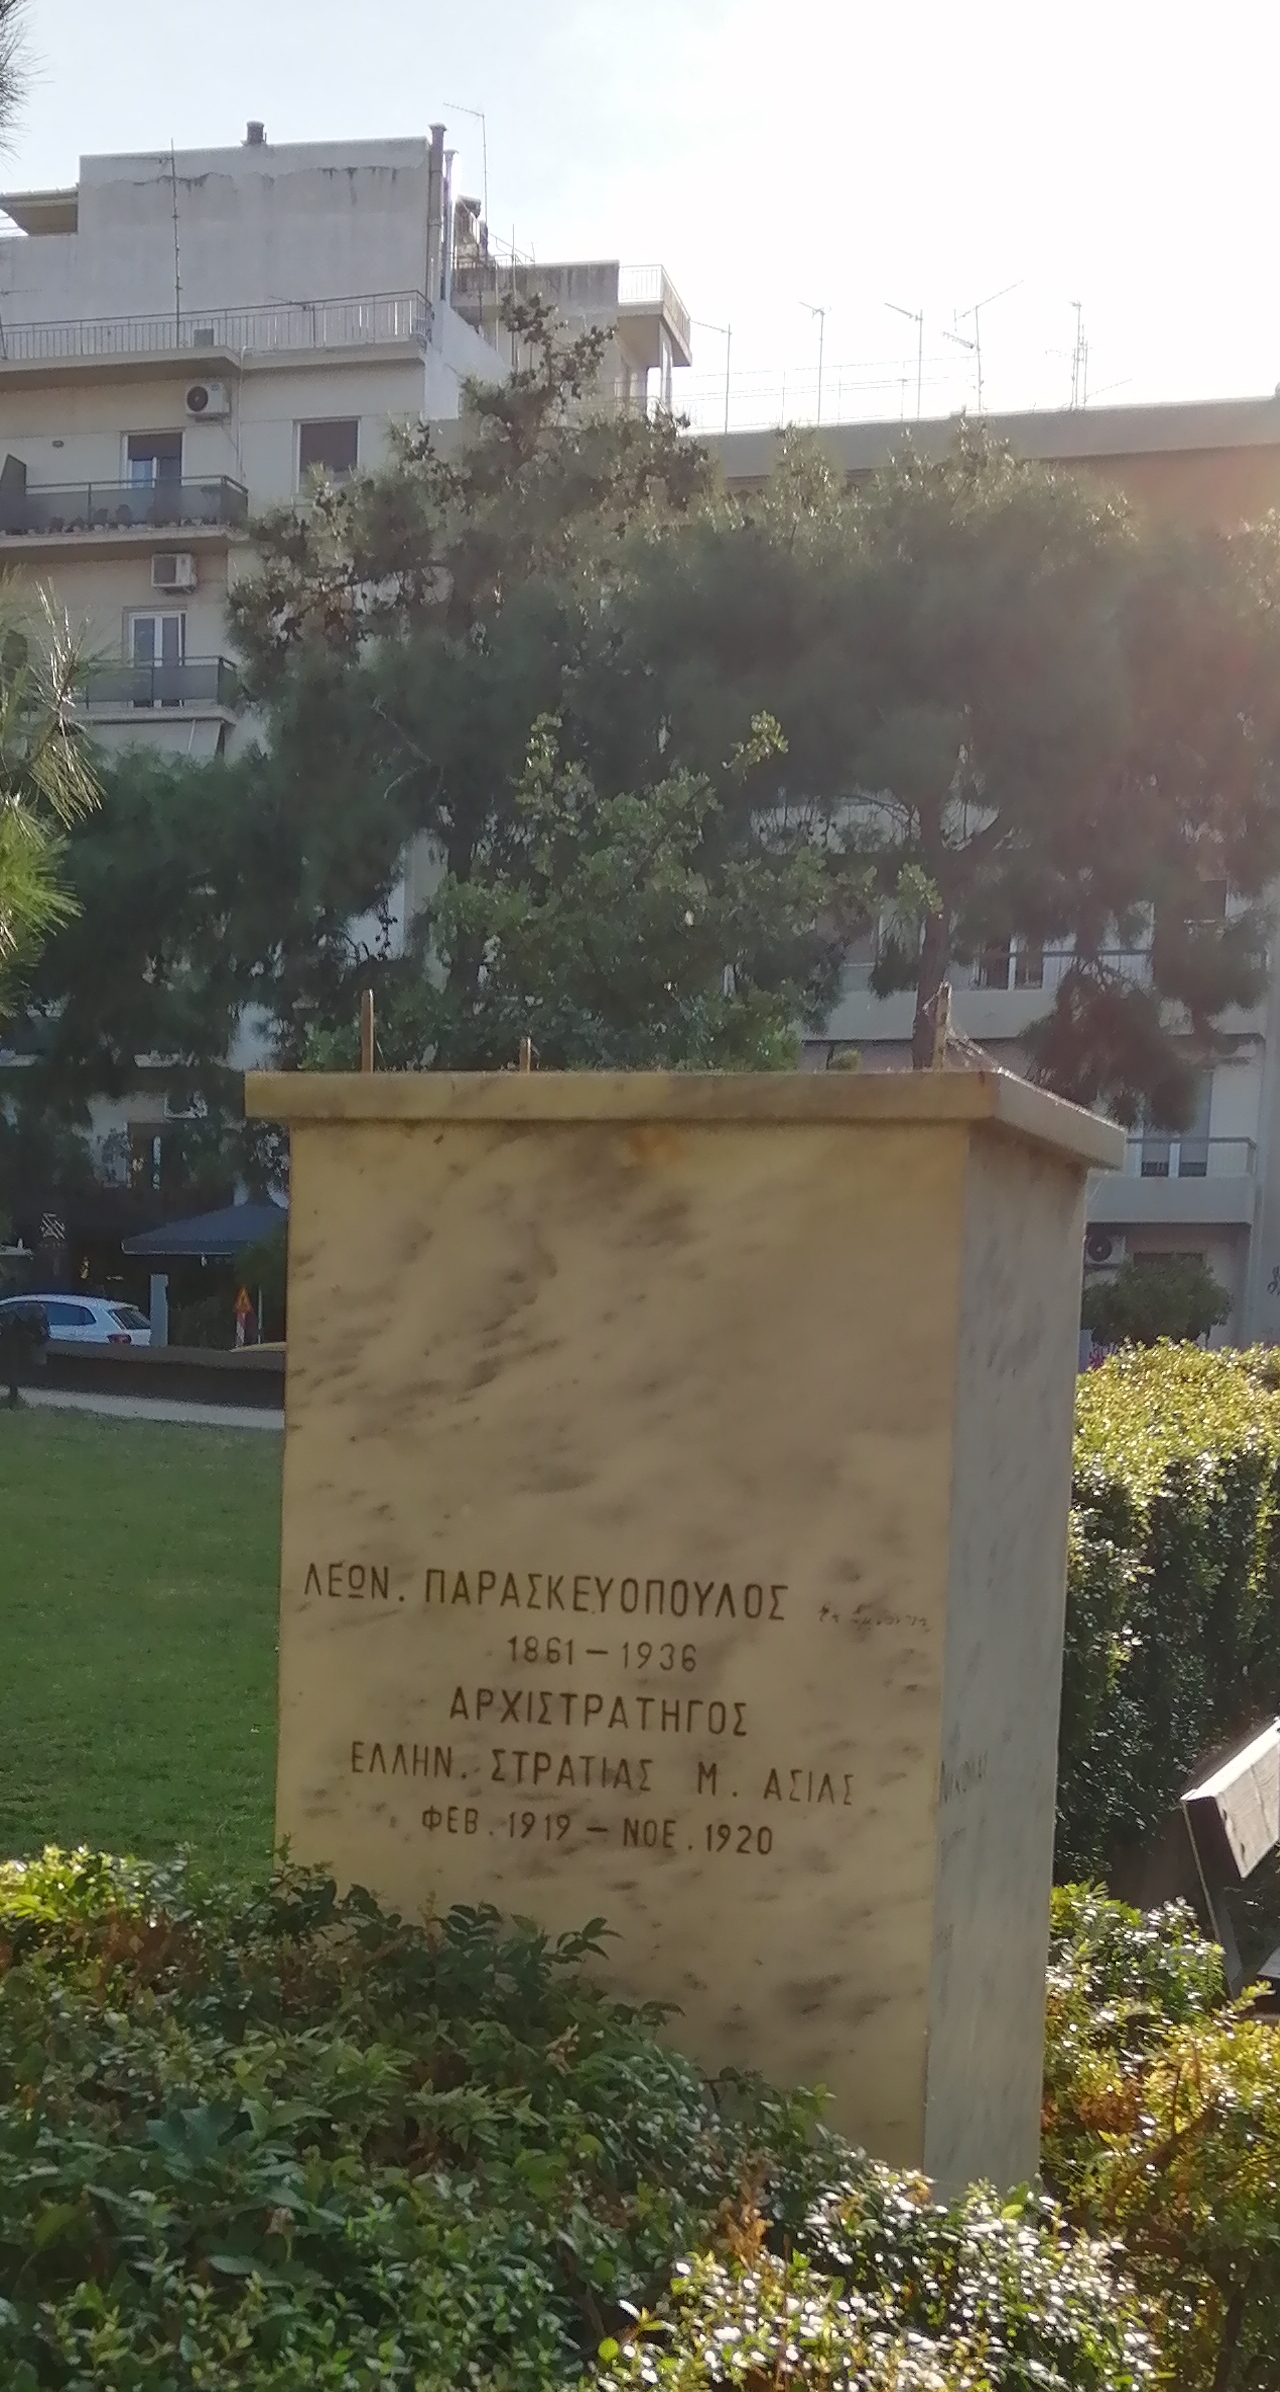 ΛΕΩΝ. ΠΑΡΑΣΚΕΥΟΠΟΥΛΟΣ
1861 – 1936
ΑΡΧΙΣΤΡΑΤΗΓΟΣ
ΕΛΛΗΝ. ΣΤΡΑΤΙΑΣ Μ. ΑΣΙΑΣ
ΦΕΒ. 1919 – ΝΟΕ. 1920